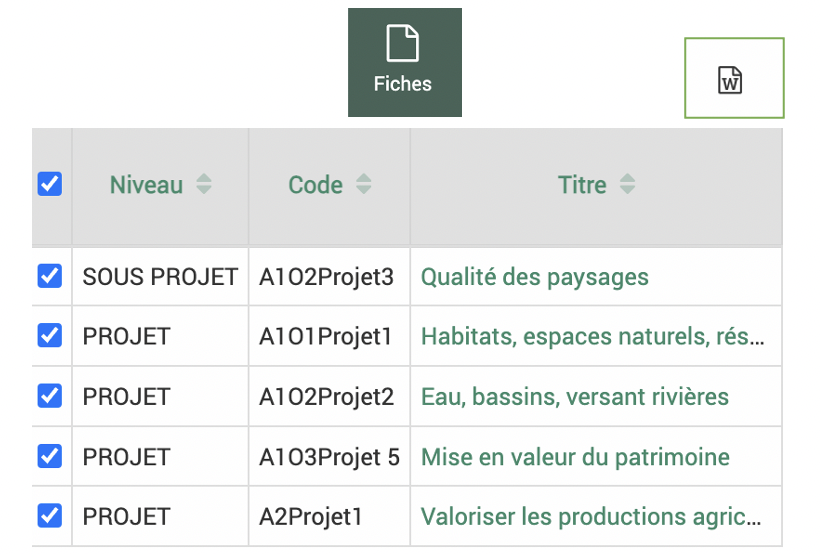 Fiches
W
Niveau Code Titre
SOUS PROJET A1O2Projet3 Qualité des paysages
PROJET A1O1Projet1 Habitats, espaces naturels, rés...
PROJET A1O2Projet2 Eau, bassins, versant rivières
PROJET A1O3Projet 5 Mise en valeur du patrimoine
PROJET A2Projet1 Valoriser les productions agric...